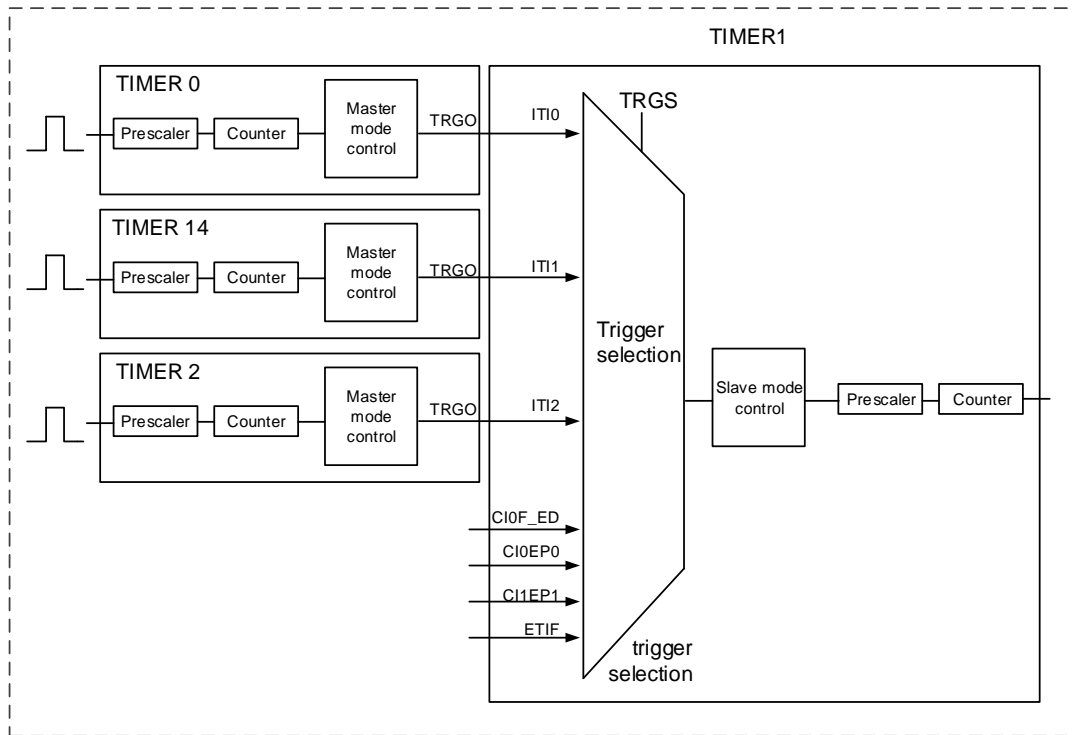 TIMER1
TIMER 0
Prescaler
Counter
Master
mode
control
TRGO
ITI0
TRGS
TIMER 14
Prescaler
Counter
Master
mode
control
TRGO
ITI1
Trigger
selection
TIMER 2
Prescaler
Counter
Master
mode
control
TRGO
ITI2
Slave mode
control
Prescaler
Counter
CI0F_ED
CI0EP0
CI1EP1
ETIF
trigger
selection